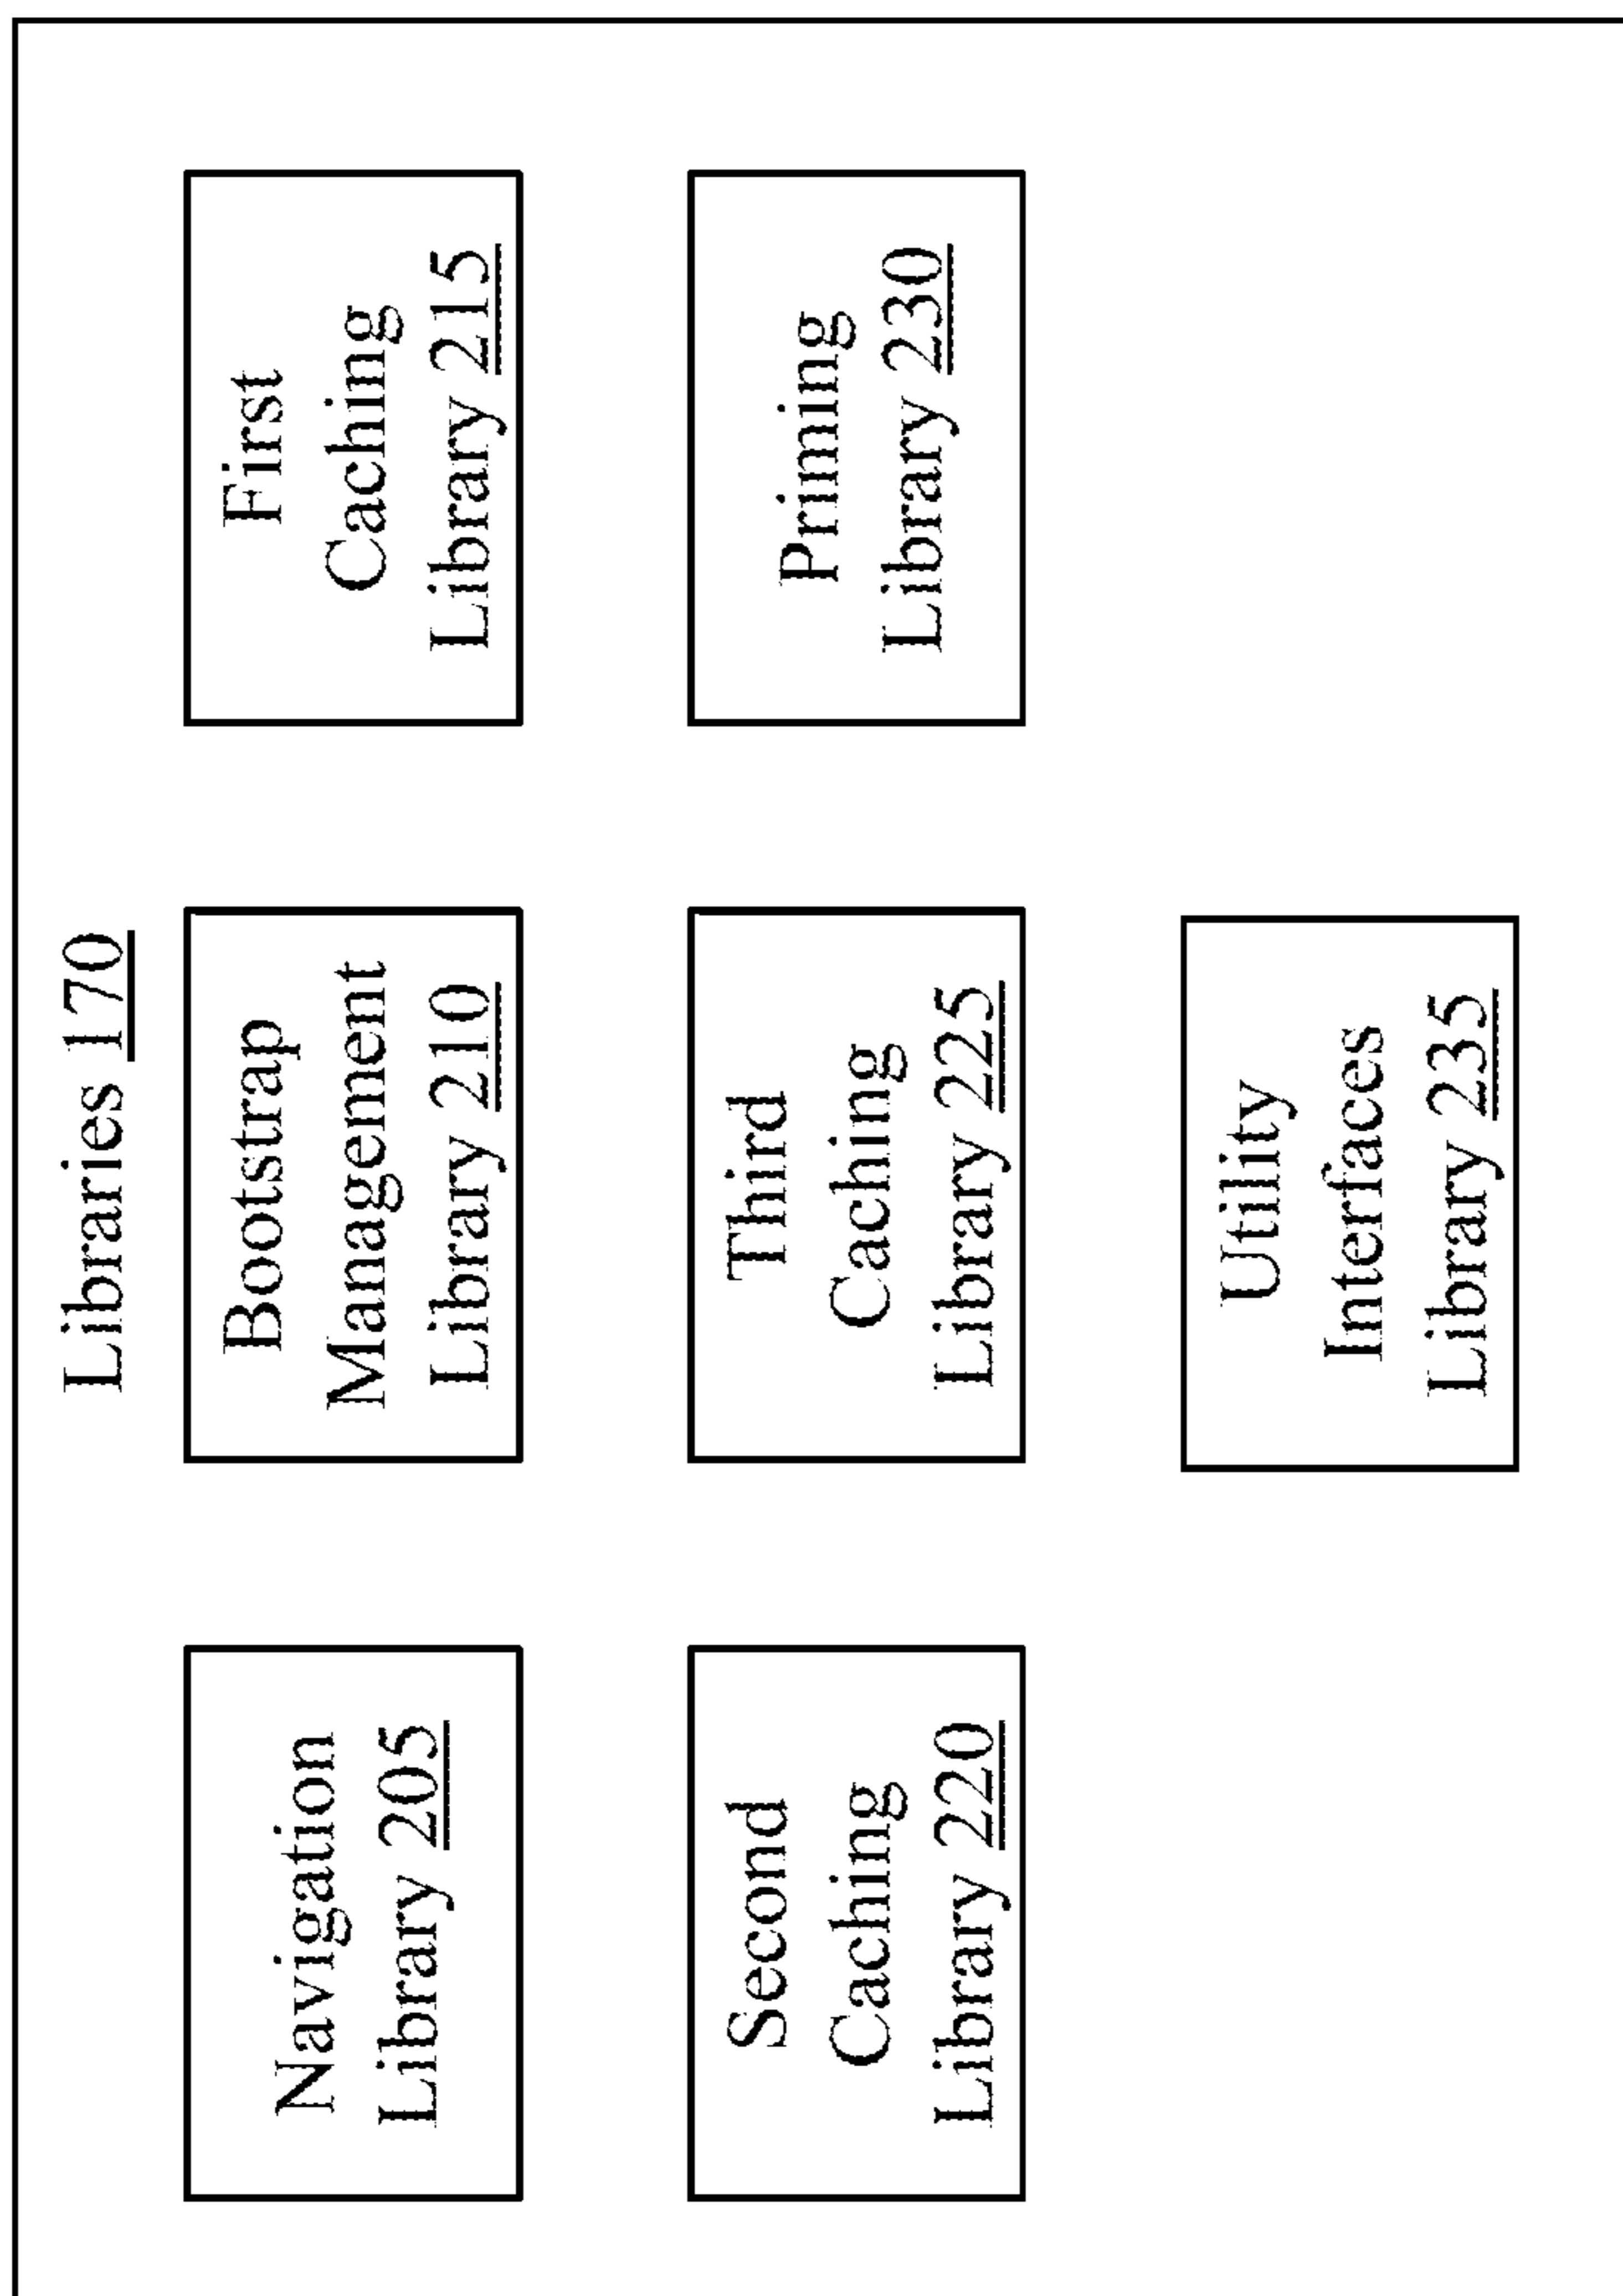 Libraries 170
Navigation
Library 205
Bootstrap
Management
Library 210
First
Caching
Library 215
Second
Caching
Library 220
Third
Caching
Library 225
Priming
Library 230
Utility
Interfaces
Library 235